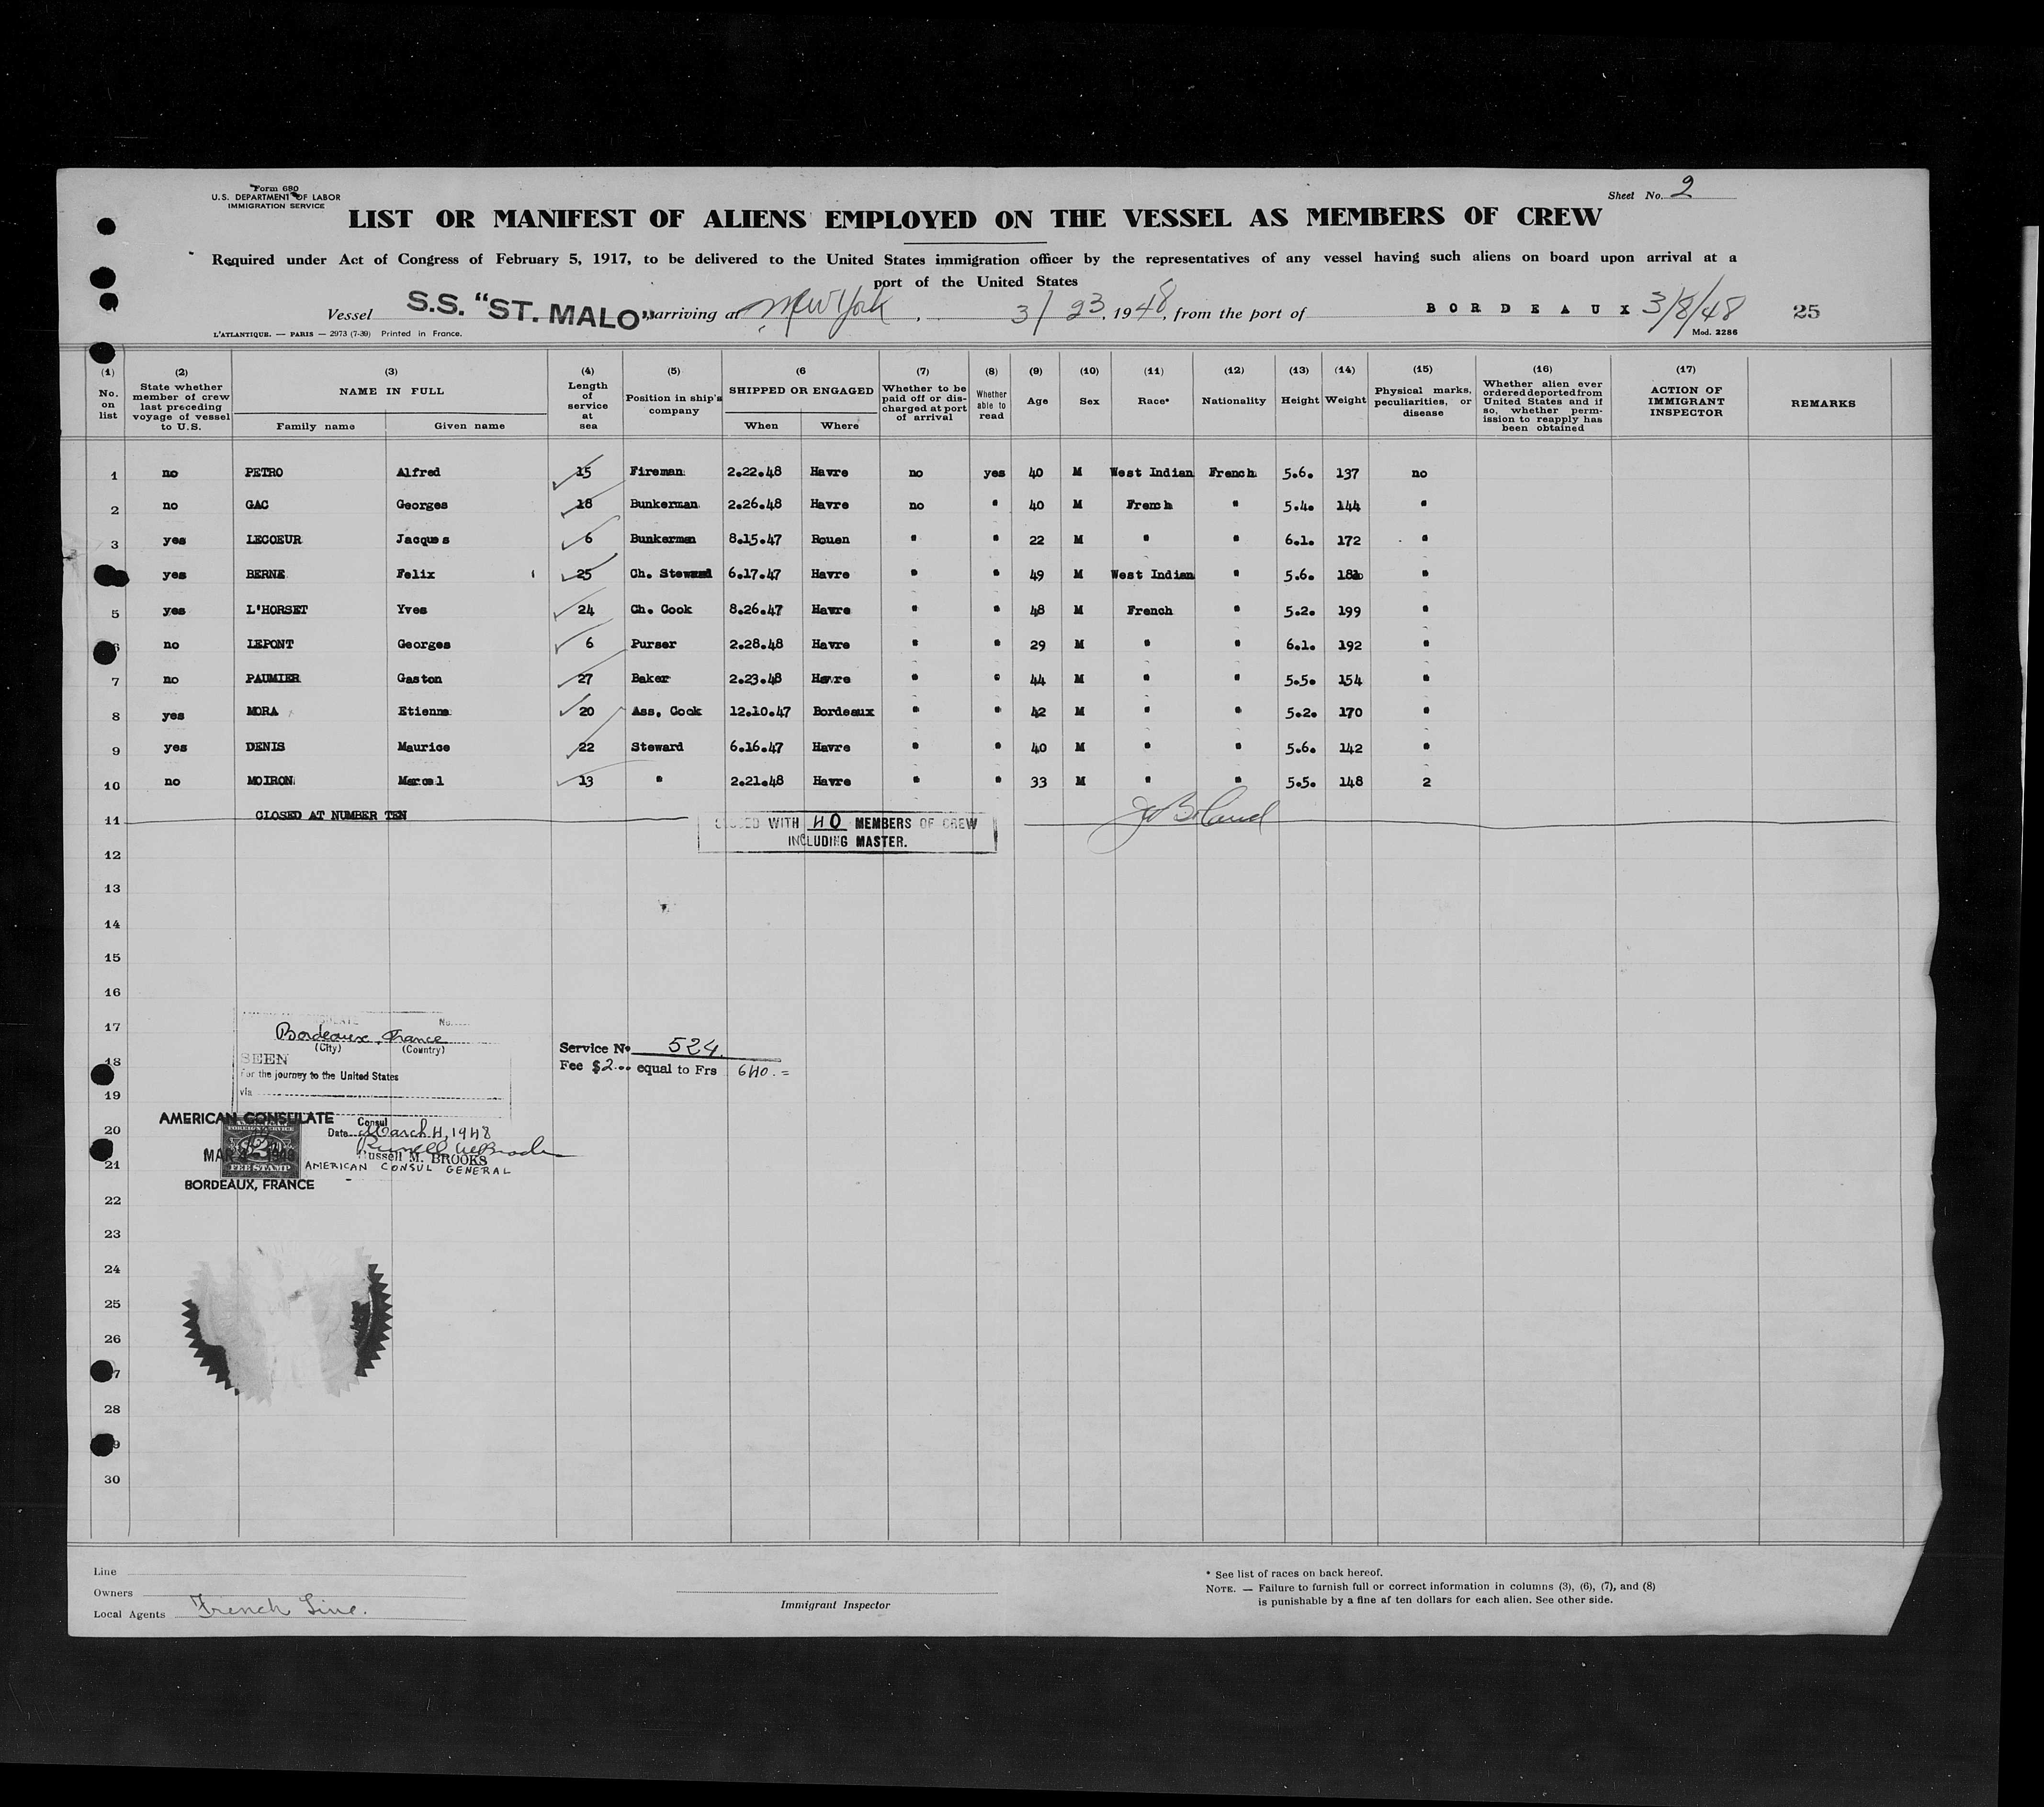 Form 680
U.S. DEPARTMENT OF LABOR
IMMIGRATION SERVICE
Sheet No. 2
LIST OR MANIFEST OF ALIENS EMPLOYED ON THE VESSEL AS MEMBERS OF CREW
Required under Act of Congress of February 5, 1917, to be delivered to the United States immigration officer by the representatives of any vessel having such aliens on board upon arrival at a
port of the United States
Vessel S.S. "ST. MALO" arriving at New York, 3/23, 1948, from the port of BORDEAUX 3/8/48 25
L'ATLANTIQUE. — PARIS — 2973 (7-39) Printed in France. Mod. 2286
(1) No. on list
(2) State whether member of crew last preceding voyage of vessel to U.S.
(3) NAME IN FULL Family name Given name
(4) Length of service at sea
(5) Position in ship's company
(6 SHIPPED OR ENGAGED When Where
(7) Whether to be paid off or discharged at port of arrival
(8) Whether able to read
(9) Age
(10) Sex
(11) Race*
(12) Nationality
(13) Height
(14) Weight
(15) Physical marks, peculiarities, or disease
(16) Whether alien ever ordered deported from United States and if so, whether permission to reapply has been obtained
(17) ACTION OF IMMIGRANT INSPECTOR
REMARKS
1 no PETRO Alfred 15 Fireman 2.22.48 Havre no yes 40 M West Indian French 5.6. 137 no
2 no GAC Georges 18 Bunkerman 2.26.48 Havre no " 40 M French " 5.4. 144 "
3 yes LECOEUR Jacques 6 Bunkerman 8.15.47 Rouen " " 22 M " " 6.1. 172 "
yes BERNE Felix 25 Ch. Steward 6.17.47 Havre " " 49 M West Indian " 5.6. "
5 yes L'HORSET Yves 24 Ch. Cook 8.26.47 Havre " " 48 M French " 5.2. 199 "
6 no LEPONT Georges 6 Purser 2.28.48 Havre " " 29 M " " 6.1. 192 "
7 no PAUMIER Gaston 27 Baker 2.23.48 Havre " " 44 M " " 5.5. 154 "
8 yes MORA Etienne 20 Ass. Cook 12.10.47 Bordeaux " " 42 M " " 5.2. 170 "
9 yes DENIS Maurice 22 Steward 6.16.47 Havre " " 40 M " " 5.6. 142 "
10 no MOIRON Marcel 13 " 2.21.48 Havre " " 33 M " " 5.5. 148 2
11 CLOSED AT NUMBER TEN
CLOSED WITH 40 MEMBERS OF CREW
INCLUDING MASTER.
12
13
14
15
16
17
Bordeaux, France No.
(City) (Country)
18
SEEN
for the journey to the United States
via
Service No 524
Fee $2.00 equal to Frs 640.=
19
AMERICAN CONSULATE
Consul
20
Date March 4, 1948
FOREIGN SERVICE
MAR 4 - 1948
FEE STAMP
BORDEAUX, FRANCE
Russell M. BROOKS
AMERICAN CONSUL GENERAL
21
22
23
24
25
26
27
28
29
30
Line
Owners
Local Agents French Line.
Immigrant Inspector
* See list of races on back hereof.
NOTE. — Failure to furnish full or correct information in columns (3), (6), (7), and (8)
is punishable by a fine af ten dollars for each alien. See other side.